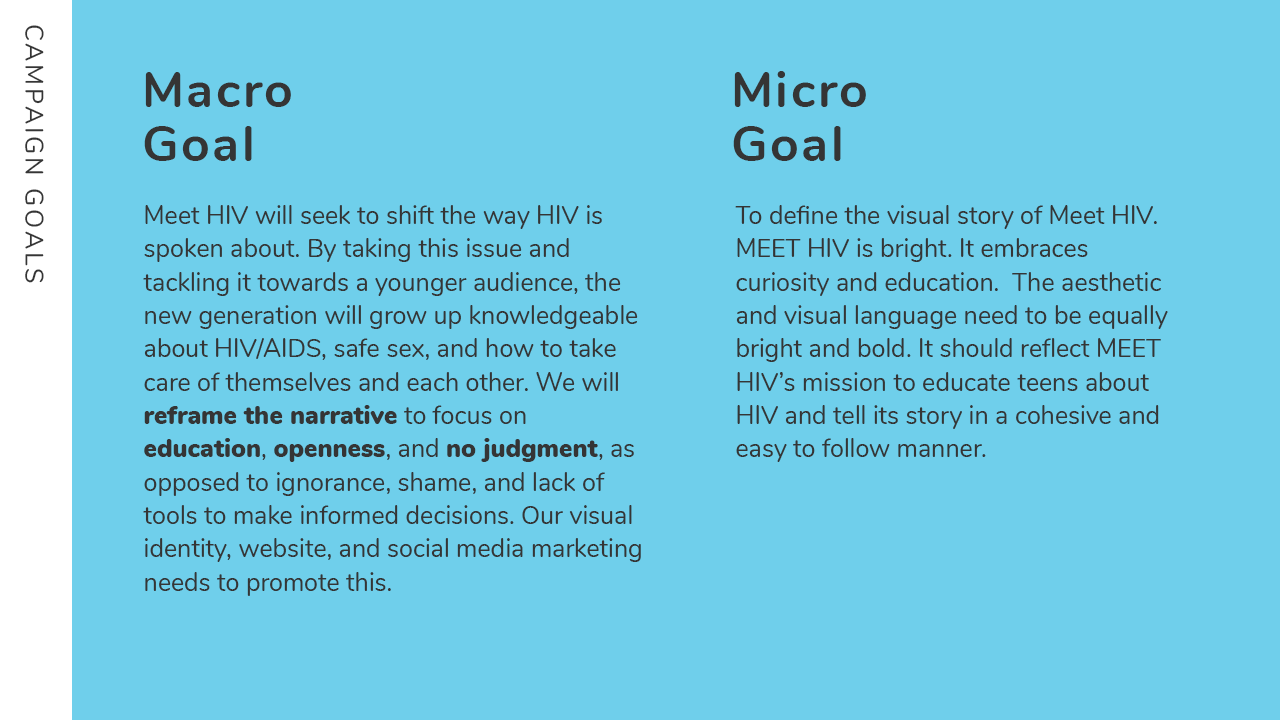 CAMPAIGN GOALS
Macro
Goal
Meet HIV will seek to shift the way HIV is
spoken about. By taking this issue and
tackling it towards a younger audience, the
new generation will grow up knowledgeable
about HIV/AIDS, safe sex, and how to take
care of themselves and each other. We will
reframe the narrative to focus on
education, openness, and no judgment, as
opposed to ignorance, shame, and lack of
tools to make informed decisions. Our visual
identity, website, and social media marketing
needs to promote this.
Micro
Goal
To define the visual story of Meet HIV.
MEET HIV is bright. It embraces
curiosity and education.  The aesthetic
and visual language need to be equally
bright and bold. It should reflect MEET
HIV’s mission to educate teens about
HIV and tell its story in a cohesive and
easy to follow manner.